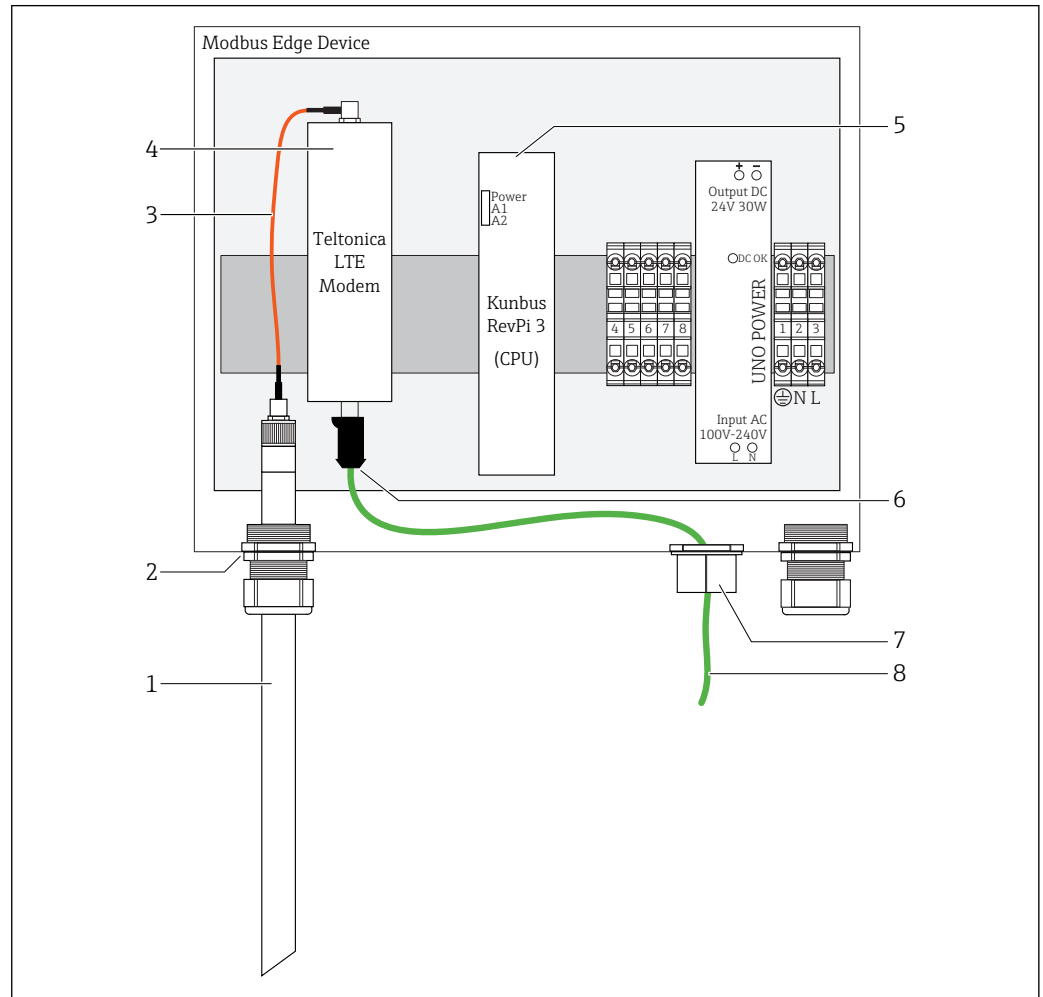 Modbus Edge Device
4
3
Teltonica
LTE
Modem
5
Power
A1
A2
Kunbus
RevPi 3
(CPU)
+ −
Output DC
24V 30W
DC OK
UNO POWER
4 5 6 7 8
1 2 3
N L
Input AC
100V-240V
L N
6
2
7
1
8